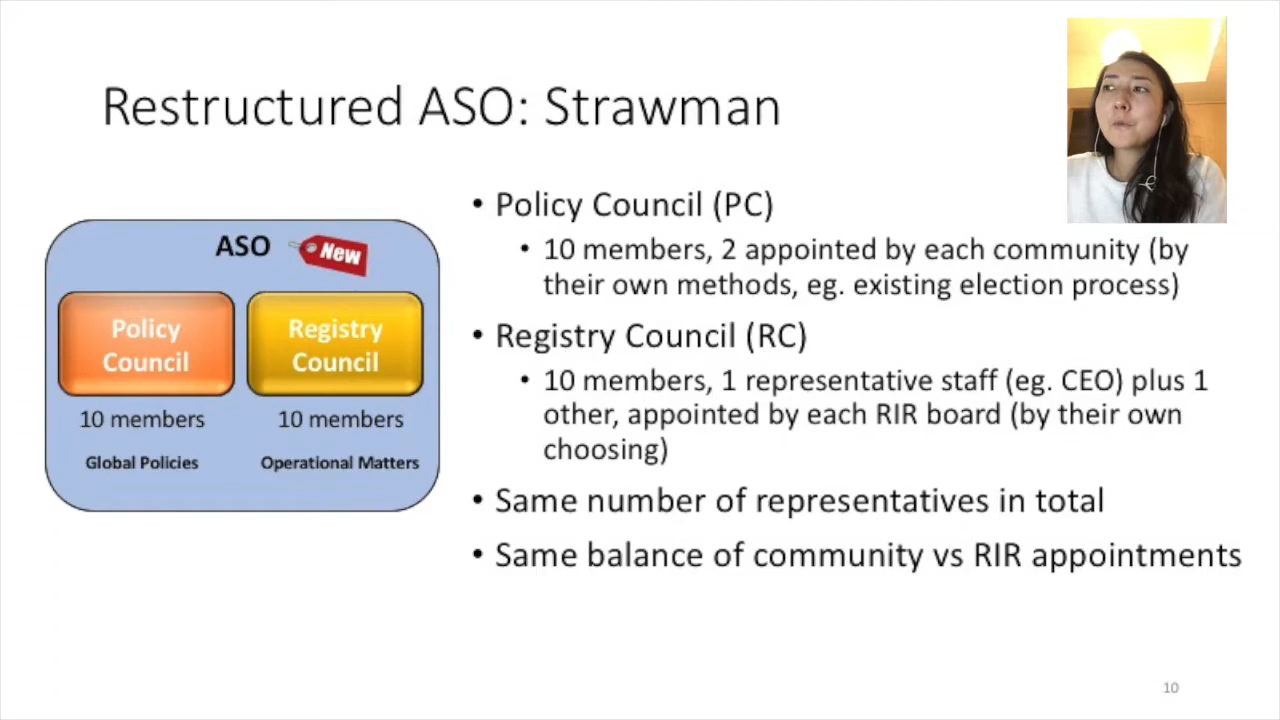 Restructured ASO: Strawman
ASO
New
Policy
Council
Registry
Council
10 members
10 members
Global Policies
Operational Matters
• Policy Council (PC)
• 10 members, 2 appointed by each community (by
their own methods, eg. existing election process)
• Registry Council (RC)
• 10 members, 1 representative staff (eg. CEO) plus 1
other, appointed by each RIR board (by their own
choosing)
• Same number of representatives in total
• Same balance of community vs RIR appointments
10